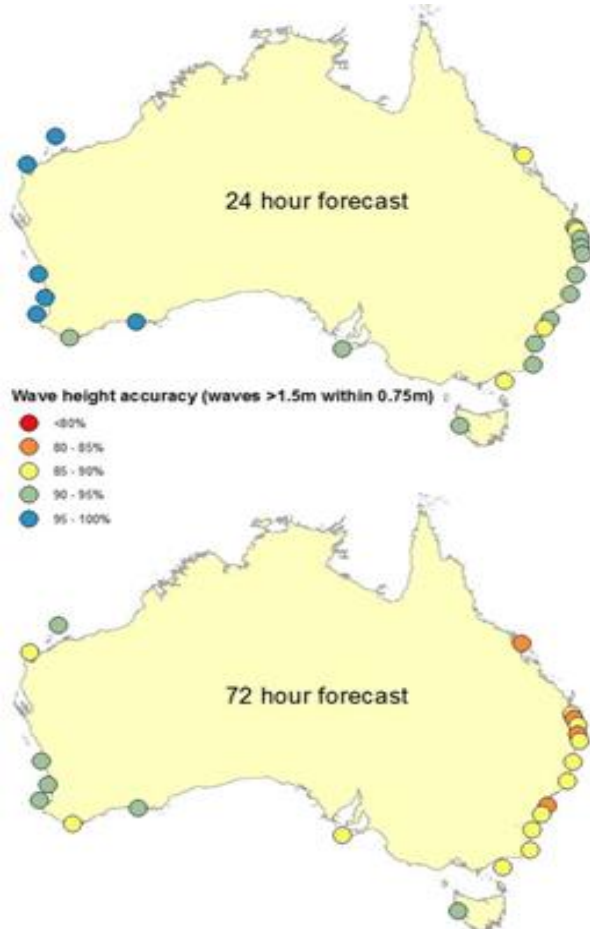 24 hour forecast
Wave height accuracy (waves >1.5m within 0.75m)
<80%
80 - 85%
85 - 90%
90 - 95%
95 - 100%
72 hour forecast